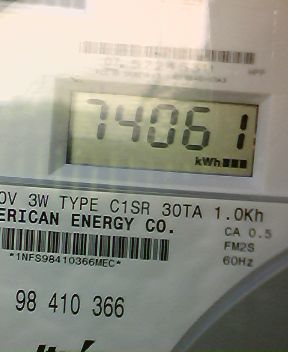 74061
kWh
0V 3W TYPE C1SR 30TA 1.0Kh
ERICAN ENERGY CO.
CA 0.5
FM2S
60Hz
*1NFS98410366MEC*
98 410 366